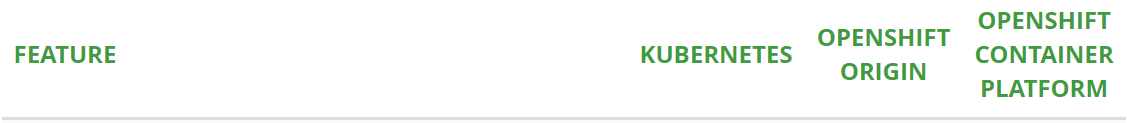 FEATURE
KUBERNETES
OPENSHIFT
ORIGIN
OPENSHIFT
CONTAINER
PLATFORM